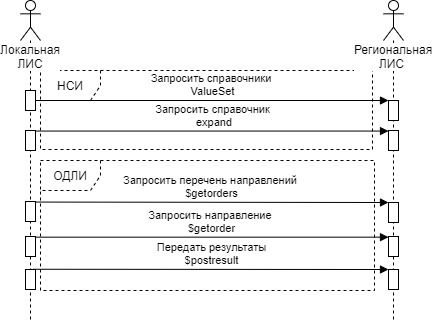 Локальная
ЛИС
Региональная
ЛИС
НСИ
Запросить справочники
ValueSet
Запросить справочник
expand
ОДЛИ
Запросить перечень направлений
$getorders
Запросить направление
$getorder
Передать результаты
$postresult